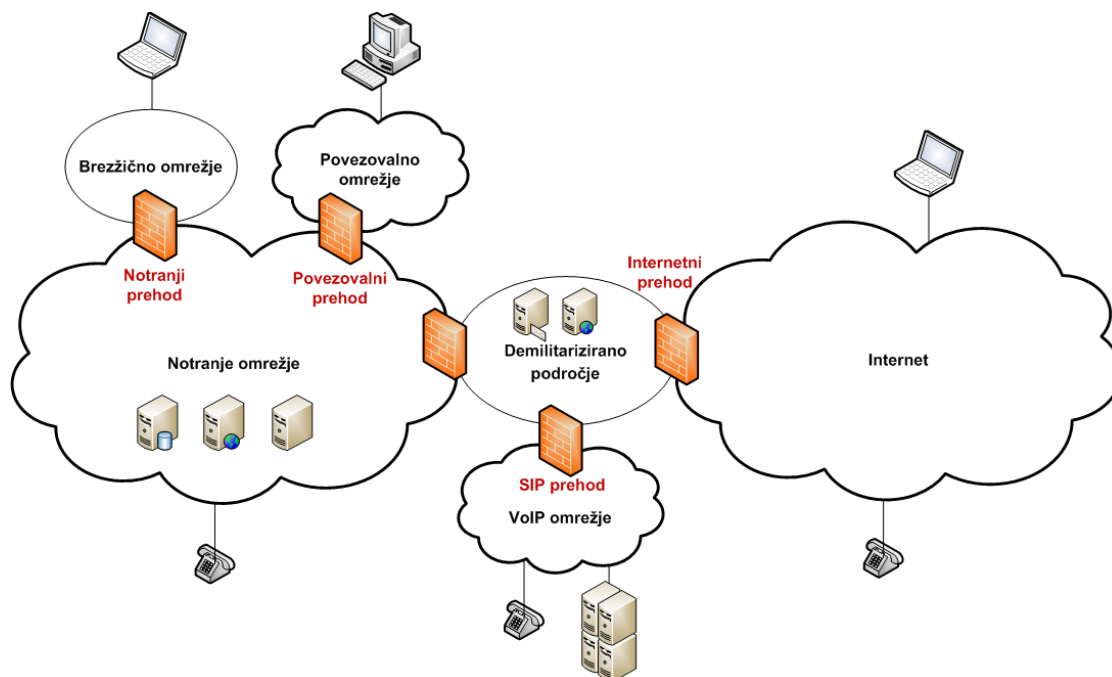 Brezžično omrežje
Povezovalno
omrežje
Notranji
prehod
Povezovalni
prehod
Internetni
prehod
Demilitarizirano
področje
Notranje omrežje
Internet
SIP prehod
VoIP omrežje